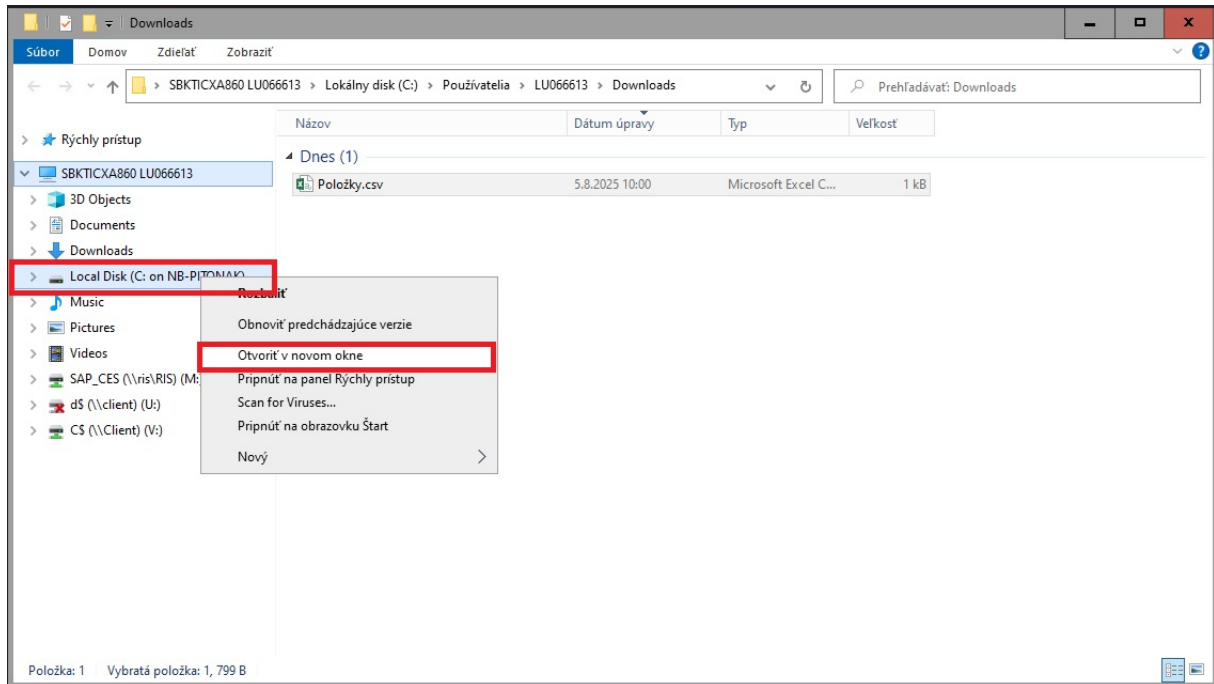 Downloads
Súbor Domov Zdieľať Zobraziť
SBKTICXA860 LU066613 Lokálny disk (C:) Používatelia LU066613 Downloads
Prehľadávať: Downloads
Názov Dátum úpravy Typ Veľkosť
Rýchly prístup
Dnes (1)
SBKTICXA860 LU066613
Položky.csv 5.8.2025 10:00 Microsoft Excel C... 1 kB
3D Objects
Documents
Downloads
Local Disk (C: on NB-PITONAK)
Music
Pictures
Videos
SAP_CES (\\ris\RIS) (M:
d$ (\\client) (U:)
C$ (\\Client) (V:)
Rozbaliť
Obnoviť predchádzajúce verzie
Otvoriť v novom okne
Pripnúť na panel Rýchly prístup
Scan for Viruses...
Pripnúť na obrazovku Štart
Nový
Položka: 1 Vybratá položka: 1, 799 B